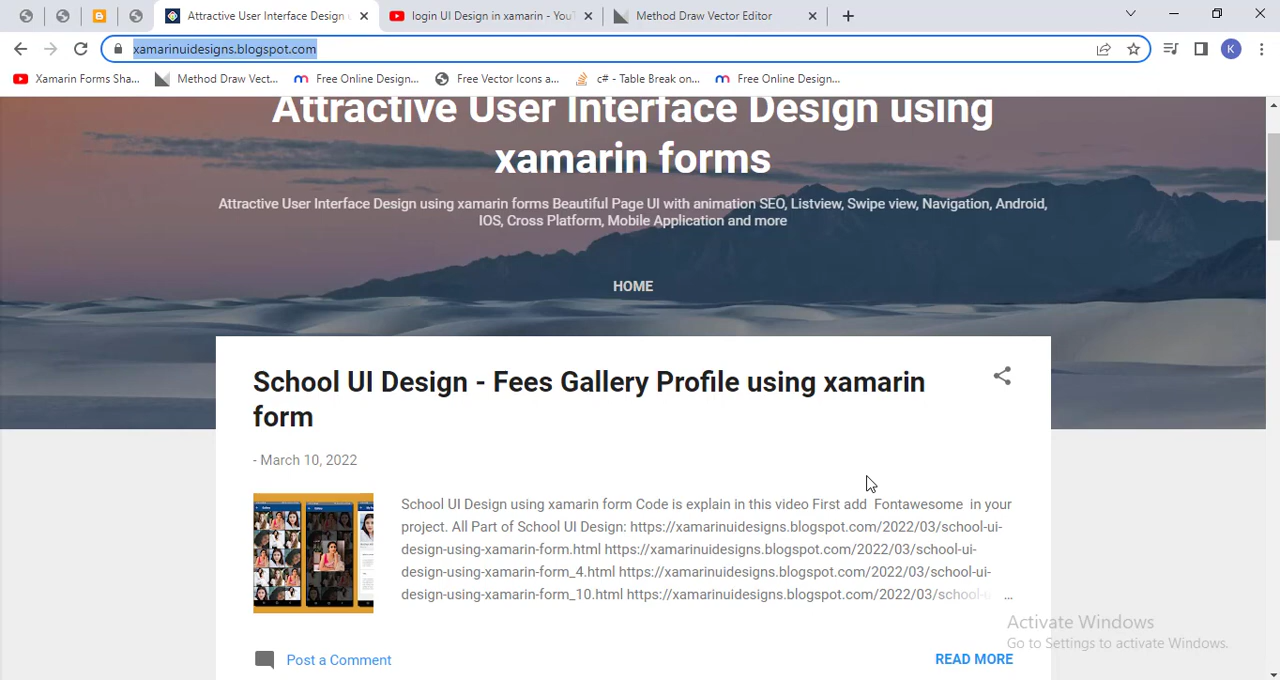 Attractive User Interface Design
login UI Design in xamarin - You
Method Draw Vector Editor
xamarinuidesigns.blogspot.com
K
Xamarin Forms Sha...
Method Draw Vect...
Free Online Design...
Free Vector Icons a...
c# - Table Break on...
Free Online Design...
Attractive User Interface Design using
xamarin forms
Attractive User Interface Design using xamarin forms Beautiful Page UI with animation SEO, Listview, Swipe view, Navigation, Android,
IOS, Cross Platform, Mobile Application and more
HOME
School UI Design - Fees Gallery Profile using xamarin
form
- March 10, 2022
School UI Design using xamarin form Code is explain in this video First add Fontawesome in your
project. All Part of School UI Design: https://xamarinuidesigns.blogspot.com/2022/03/school-ui-
design-using-xamarin-form.html https://xamarinuidesigns.blogspot.com/2022/03/school-ui-
design-using-xamarin-form_4.html https://xamarinuidesigns.blogspot.com/2022/03/school-ui-
design-using-xamarin-form_10.html https://xamarinuidesigns.blogspot.com/2022/03/school-u ...
Activate Windows
Go to Settings to activate Windows.
Post a Comment
READ MORE